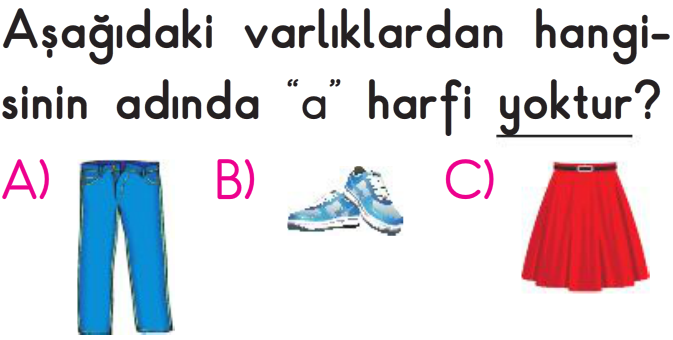 Aşağıdaki varlıklardan hangi-
sinin adında “a” harfi yoktur?
A) B) C)